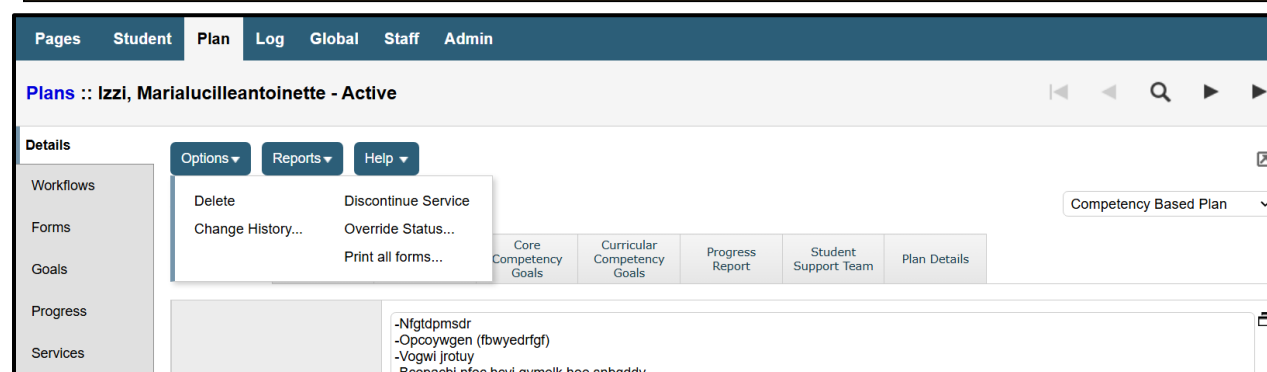 Pages Student Plan Log Global Staff Admin
Plans :: Izzi, Marialucilleantoinette - Active
Details
Workflows
Forms
Goals
Progress
Services
Options Reports Help
Delete Discontinue Service
Change History... Override Status...
Print all forms...
Competency Based Plan
Core Competency Goals
Curricular Competency Goals
Progress Report
Student Support Team
Plan Details
-Nfgtdpmsdr
-Opcoywgen (fbwyedrfgf)
-Vogwi jrotuy